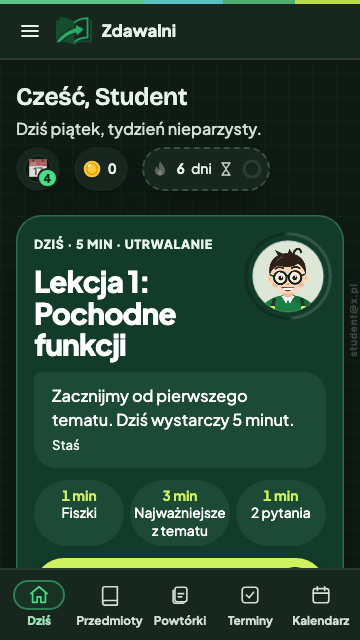 Zdawalni
Cześć, Student
Dziś piątek, tydzień nieparzysty.
4
0
6 dni
DZIŚ · 5 MIN · UTRWALANIE
Lekcja 1:
Pochodne
funkcji
student@x.pl
Zacznijmy od pierwszego
tematu. Dziś wystarczy 5 minut.
Staś
1 min
Fiszki
3 min
Najważniejsze
z tematu
1 min
2 pytania
Dziś
Przedmioty
Powtórki
Terminy
Kalendarz